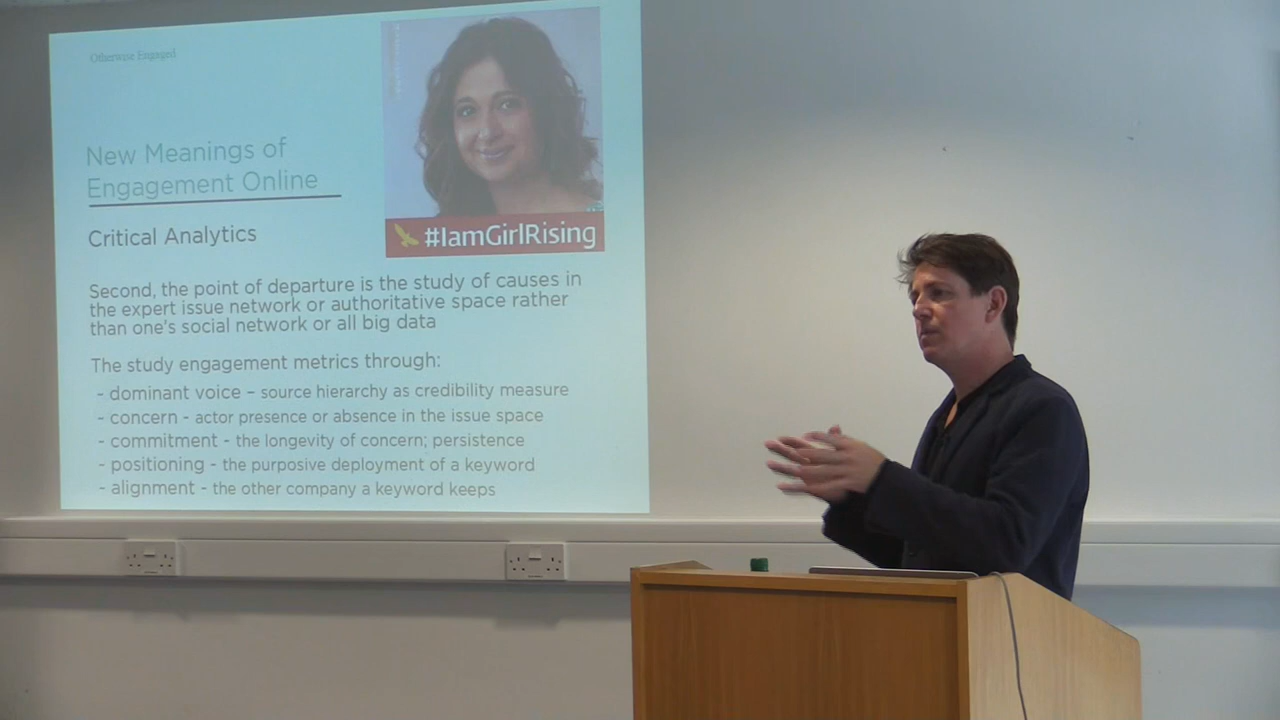 Otherwise Engaged
New Meanings of
Engagement Online
Critical Analytics
#IamGirlRising
Second, the point of departure is the study of causes in
the expert issue network or authoritative space rather
than one's social network or all big data
The study engagement metrics through:
- dominant voice – source hierarchy as credibility measure
- concern - actor presence or absence in the issue space
- commitment - the longevity of concern; persistence
- positioning - the purposive deployment of a keyword
- alignment - the other company a keyword keeps